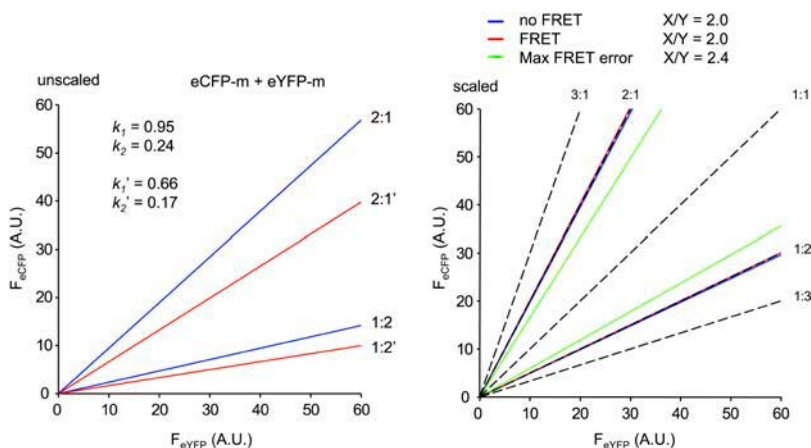 no FRET X/Y = 2.0
FRET X/Y = 2.0
Max FRET error X/Y = 2.4
unscaled
eCFP-m + eYFP-m
k1 = 0.95
k2 = 0.24
k1' = 0.66
k2' = 0.17
2:1
2:1'
1:2
1:2'
60
50
40
30
20
10
0
0 10 20 30 40 50 60
FeCFP (A.U.)
FeYFP (A.U.)
scaled
3:1 2:1 1:1
1:2
1:3
60
50
40
30
20
10
0
0 10 20 30 40 50 60
FeCFP (A.U.)
FeYFP (A.U.)